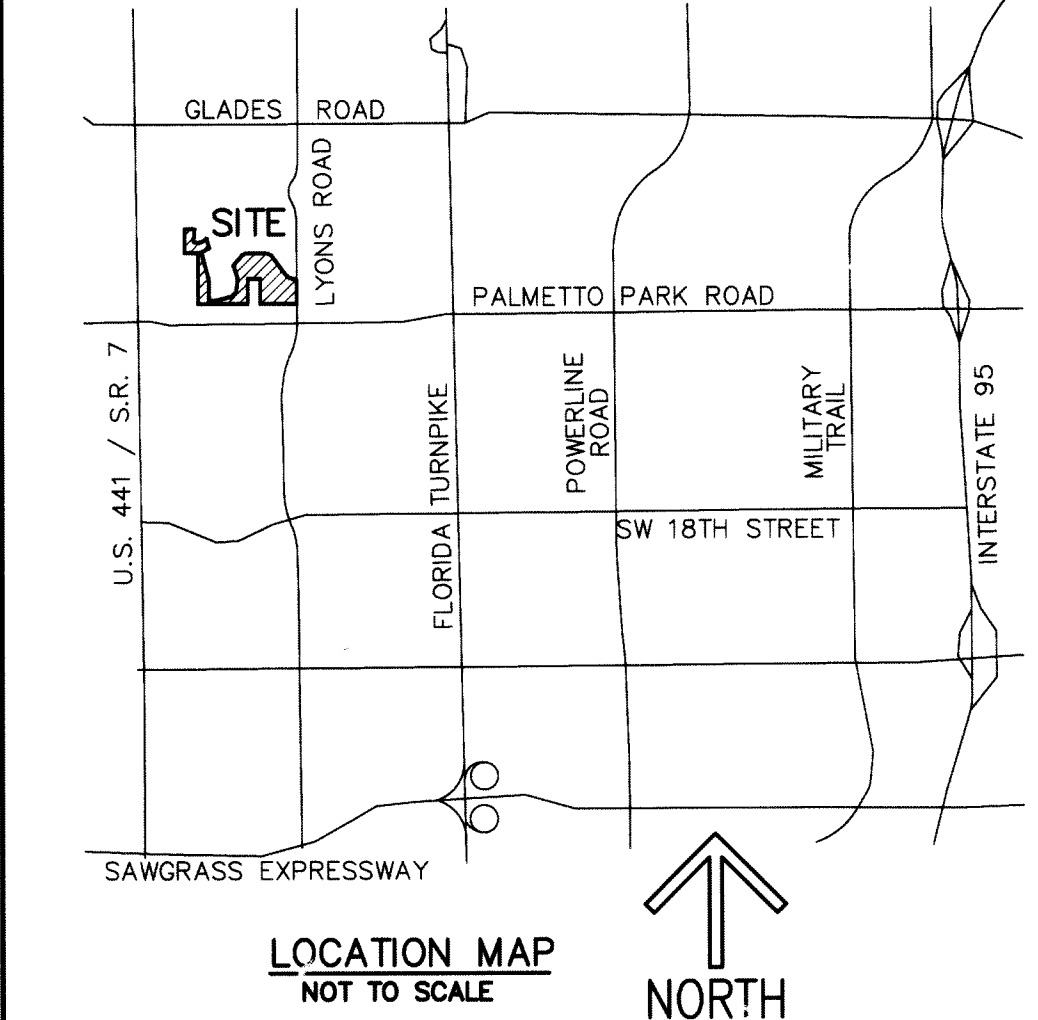 GLADES ROAD
LYONS ROAD
SITE
PALMETTO PARK ROAD
U.S. 441 / S.R. 7
FLORIDA TURNPIKE
POWERLINE
ROAD
MILITARY
TRAIL
INTERSTATE 95
SW 18TH STREET
SAWGRASS EXPRESSWAY
LOCATION MAP
NOT TO SCALE
NORTH